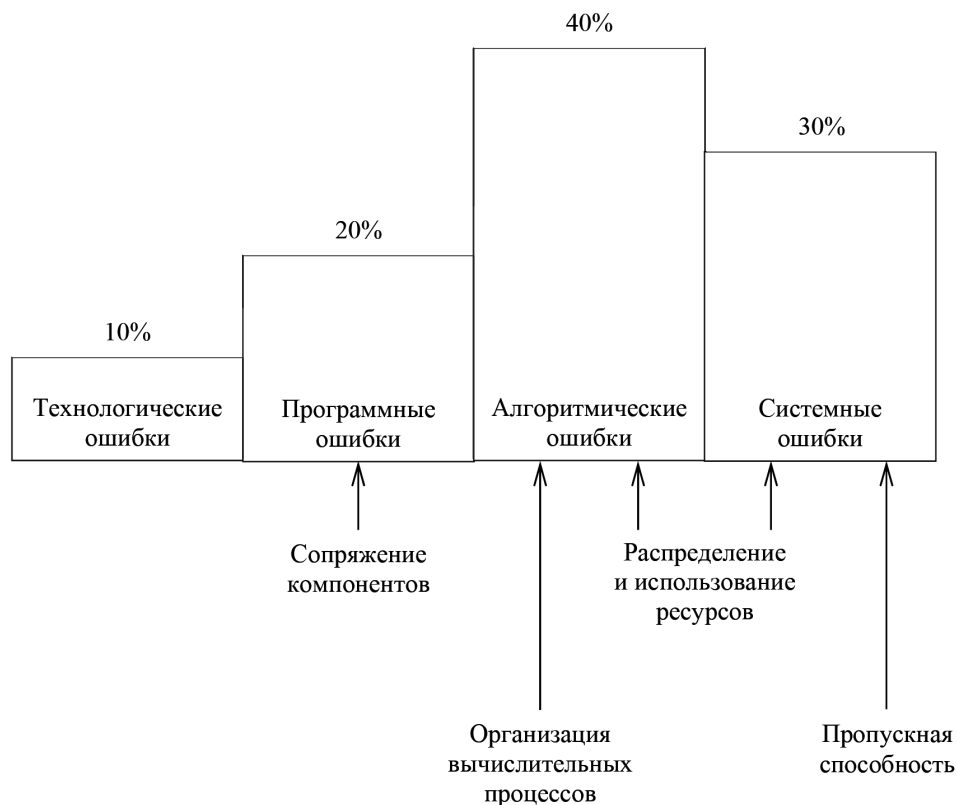 40%
30%
20%
10%
Технологические
ошибки
Программные
ошибки
Алгоритмические
ошибки
Системные
ошибки
Сопряжение
компонентов
Распределение
и использование
ресурсов
Организация
вычислительных
процессов
Пропускная
способность